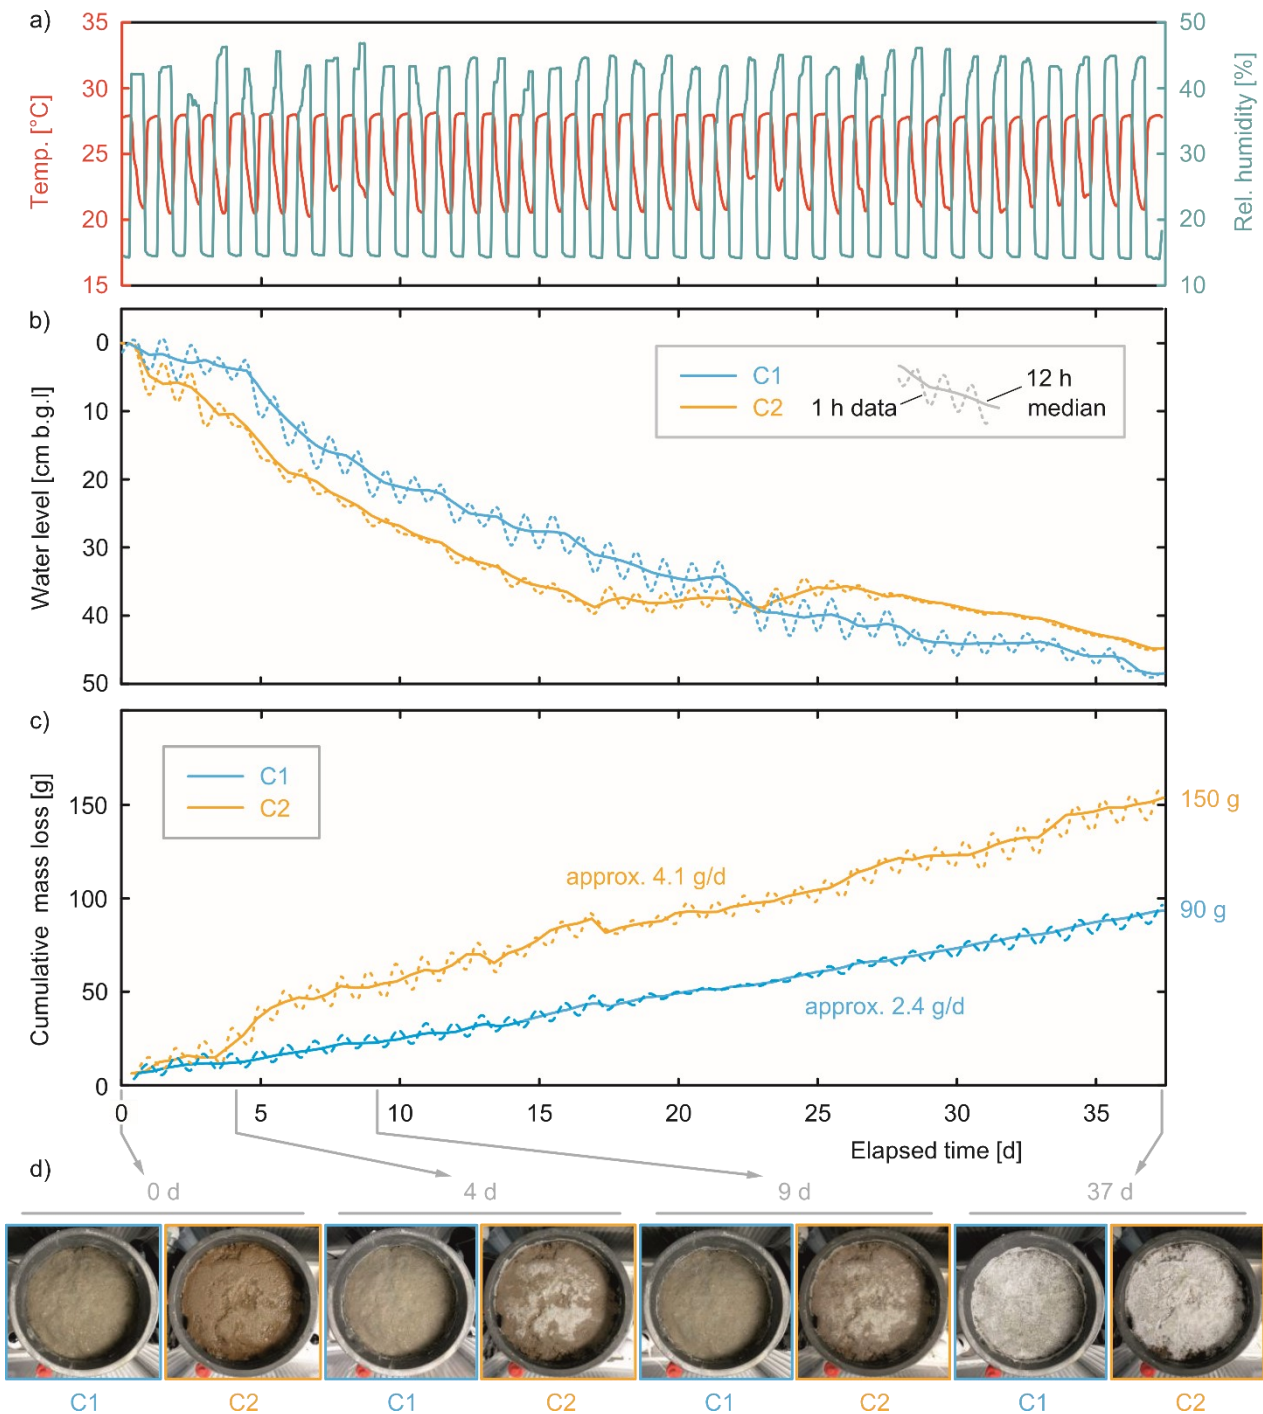 a)
35
30
25
20
15
Temp. [°C]
50
40
30
20
10
Rel. humidity [%]
b)
0
10
20
30
40
50
Water level [cm b.g.l]
C1
C2
1 h data
12 h
median
c)
150
100
50
0
Cumulative mass loss [g]
C1
C2
approx. 4.1 g/d
approx. 2.4 g/d
150 g
90 g
0
5
10
15
20
25
30
35
Elapsed time [d]
d)
0 d
4 d
9 d
37 d
C1
C2
C1
C2
C1
C2
C1
C2